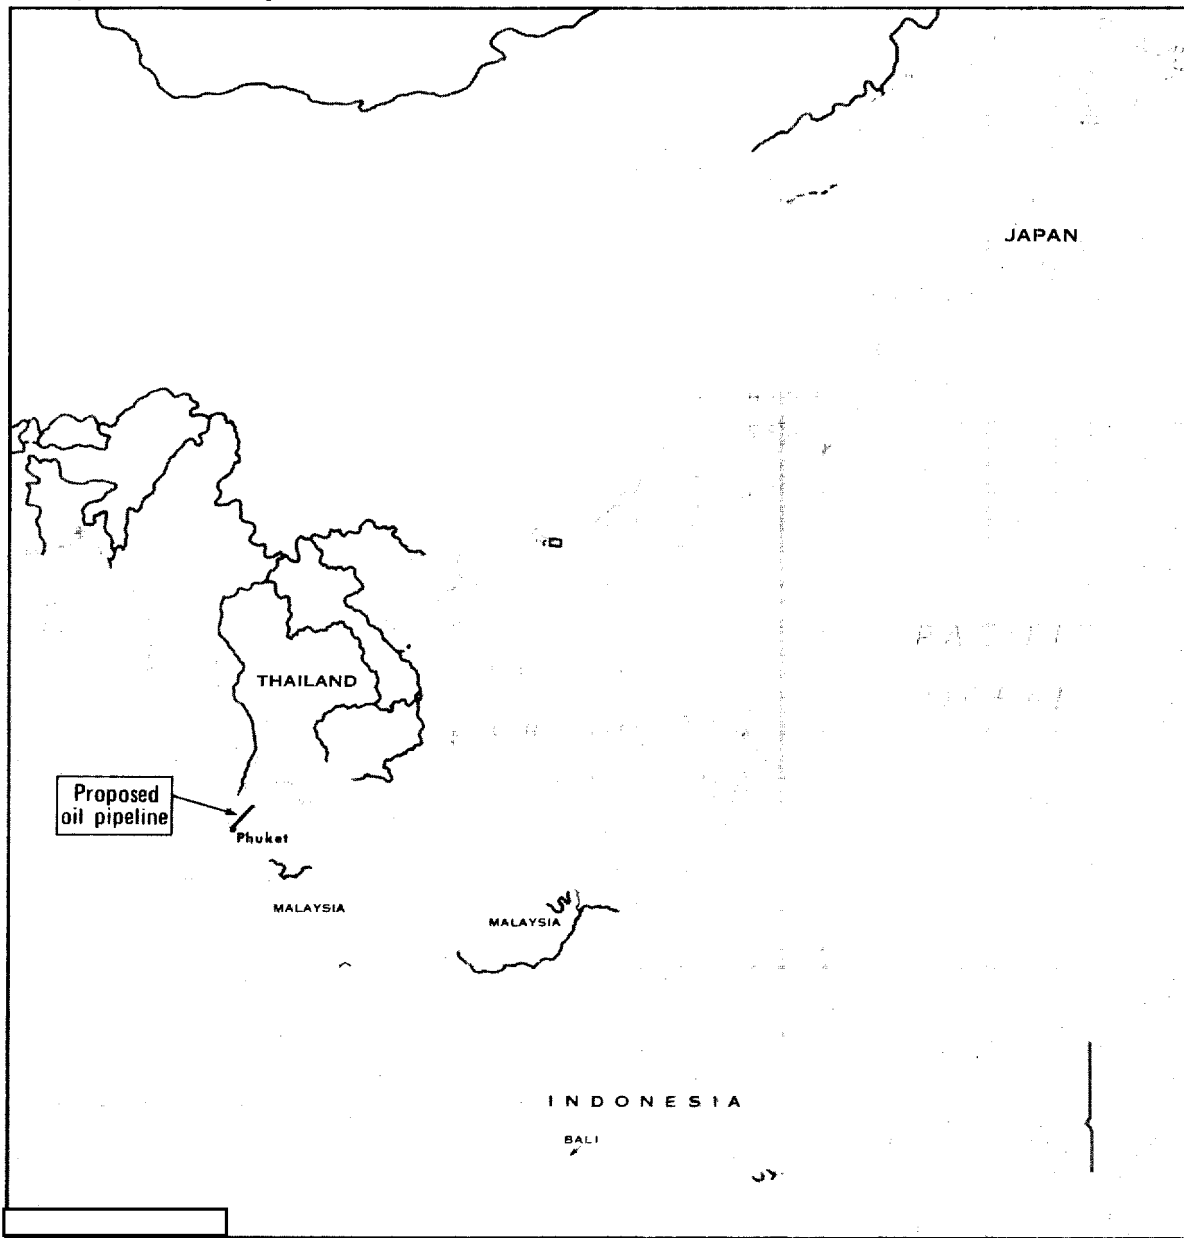 JAPAN
THAILAND
Proposed
oil pipeline
Phuket
MALAYSIA
MALAYSIA
INDONESIA
BALI